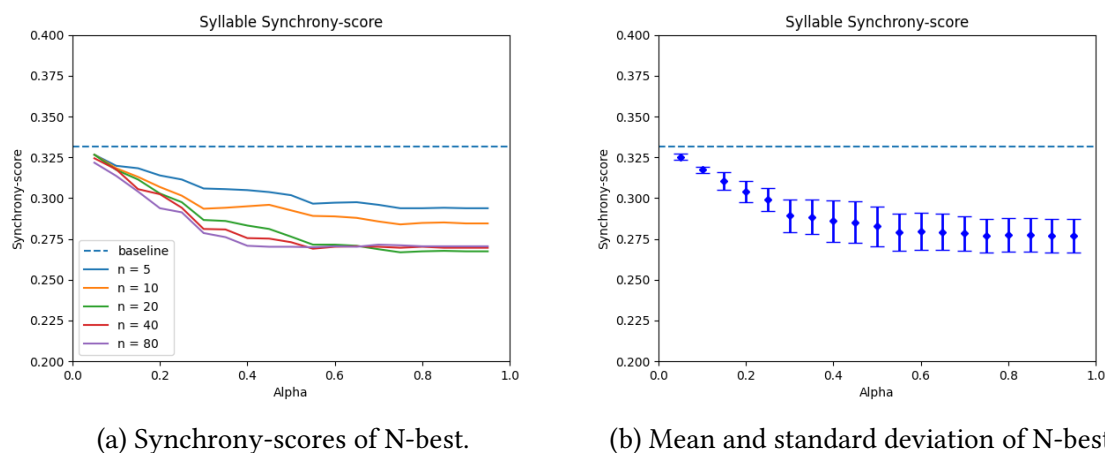 Syllable Synchrony-score
0.400
0.375
0.350
0.325
0.300
0.275
0.250
0.225
0.200
Synchrony-score
baseline
n = 5
n = 10
n = 20
n = 40
n = 80
0.0 0.2 0.4 0.6 0.8 1.0
Alpha
(a) Synchrony-scores of N-best.
Syllable Synchrony-score
0.400
0.375
0.350
0.325
0.300
0.275
0.250
0.225
0.200
Synchrony-score
0.0 0.2 0.4 0.6 0.8 1.0
Alpha
(b) Mean and standard deviation of N-best